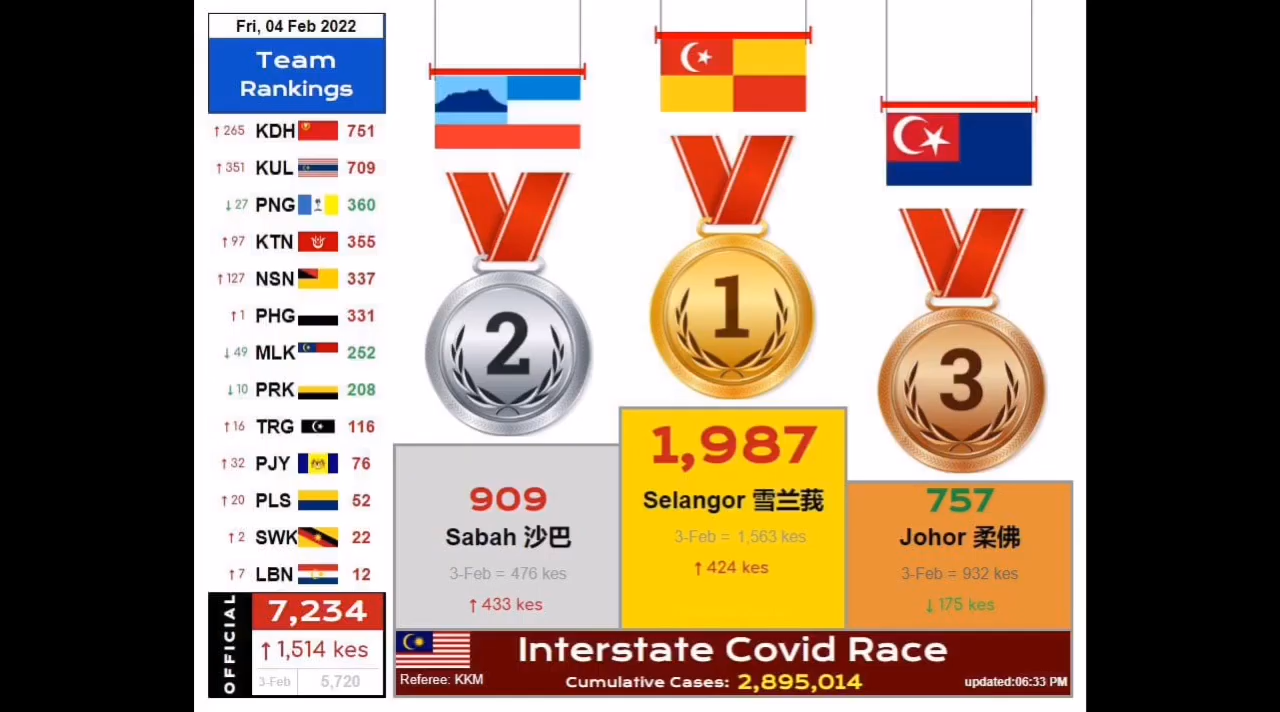 Fri, 04 Feb 2022
Team
Rankings
↑265 KDH 751
↑351 KUL 709
↓27 PNG 360
↑97 KTN 355
↑127 NSN 337
↑1 PHG 331
↓49 MLK 252
↓10 PRK 208
↑16 TRG 116
↑32 PJY 76
↑20 PLS 52
↑2 SWK 22
↑7 LBN 12
OFFICIAL
7,234
↑1,514 kes
3-Feb 5,720
2
909
Sabah 沙巴
3-Feb = 476 kes
↑433 kes
1
1,987
Selangor 雪兰莪
3-Feb = 1,563 kes
↑424 kes
3
757
Johor 柔佛
3-Feb = 932 kes
↓175 kes
Interstate Covid Race
Referee: KKM
Cumulative Cases: 2,895,014
updated:06:33 PM